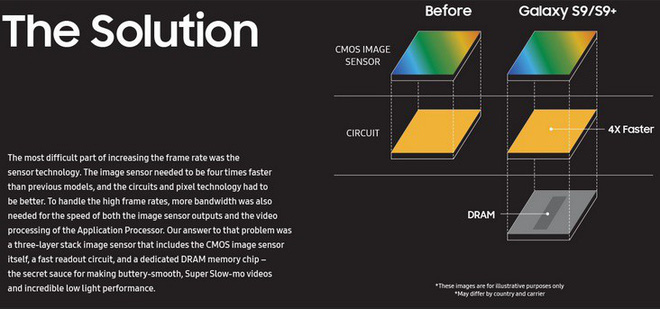 The Solution
The most difficult part of increasing the frame rate was the
sensor technology. The image sensor needed to be four times faster
than previous models, and the circuits and pixel technology had to
be better. To handle the high frame rates, more bandwidth was also
needed for the speed of both the image sensor outputs and the video
processing of the Application Processor. Our answer to that problem was
a three-layer stack image sensor that includes the CMOS image sensor
itself, a fast readout circuit, and a dedicated DRAM memory chip –
the secret sauce for making buttery-smooth, Super Slow-mo videos
and incredible low light performance.
Before
Galaxy S9/S9+
CMOS IMAGE
SENSOR
CIRCUIT
4X Faster
DRAM
*These images are for illustrative purposes only
*May differ by country and carrier